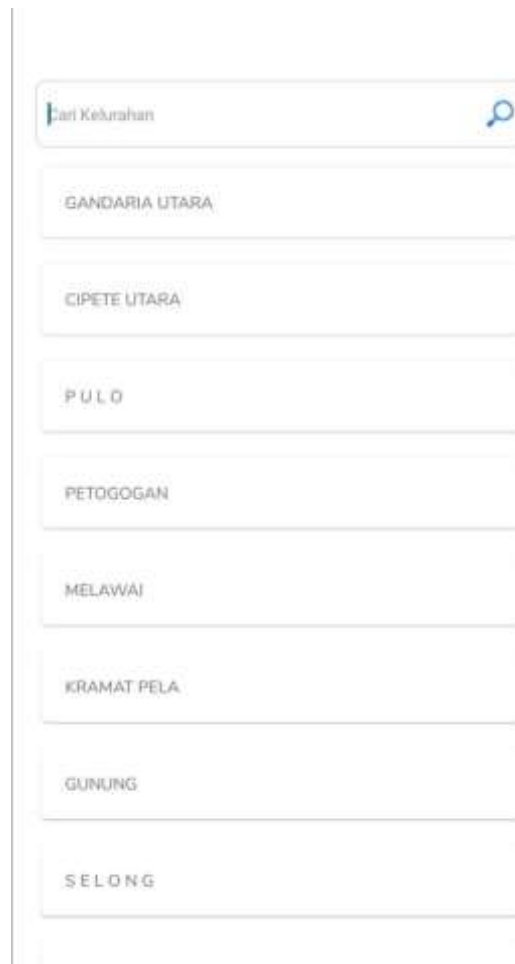 Cari Kelurahan
GANDARIA UTARA
CIPETE UTARA
P U L O
PETOGOGAN
MELAWAI
KRAMAT PELA
GUNUNG
S E L O N G